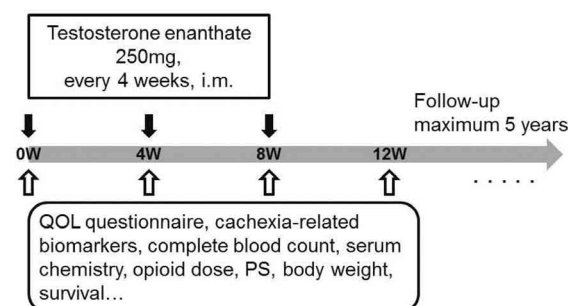 Testosterone enanthate
250mg,
every 4 weeks, i.m.
Follow-up
maximum 5 years
0W 4W 8W 12W
. . . . .
QOL questionnaire, cachexia-related
biomarkers, complete blood count, serum
chemistry, opioid dose, PS, body weight,
survival…